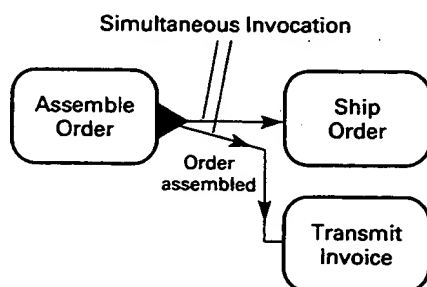 Simultaneous Invocation
Assemble
Order
Ship
Order
Order
assembled
Transmit
Invoice